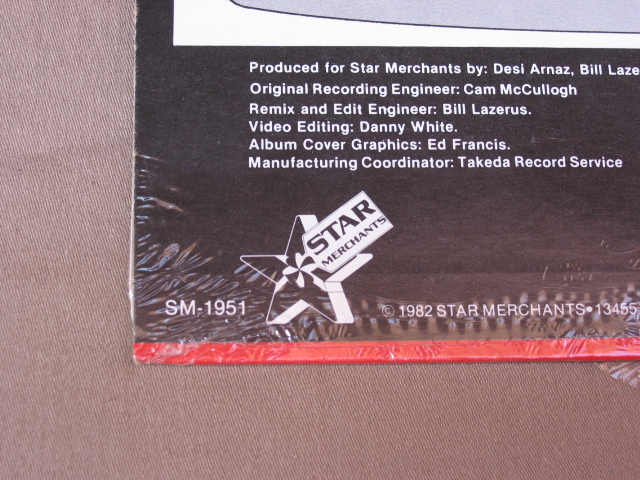 Produced for Star Merchants by: Desi Arnaz, Bill Laze
Original Recording Engineer: Cam McCullogh
Remix and Edit Engineer: Bill Lazerus.
Video Editing: Danny White.
Album Cover Graphics: Ed Francis.
Manufacturing Coordinator: Takeda Record Service
STAR
MERCHANTS
SM-1951
© 1982 STAR MERCHANTS • 13455